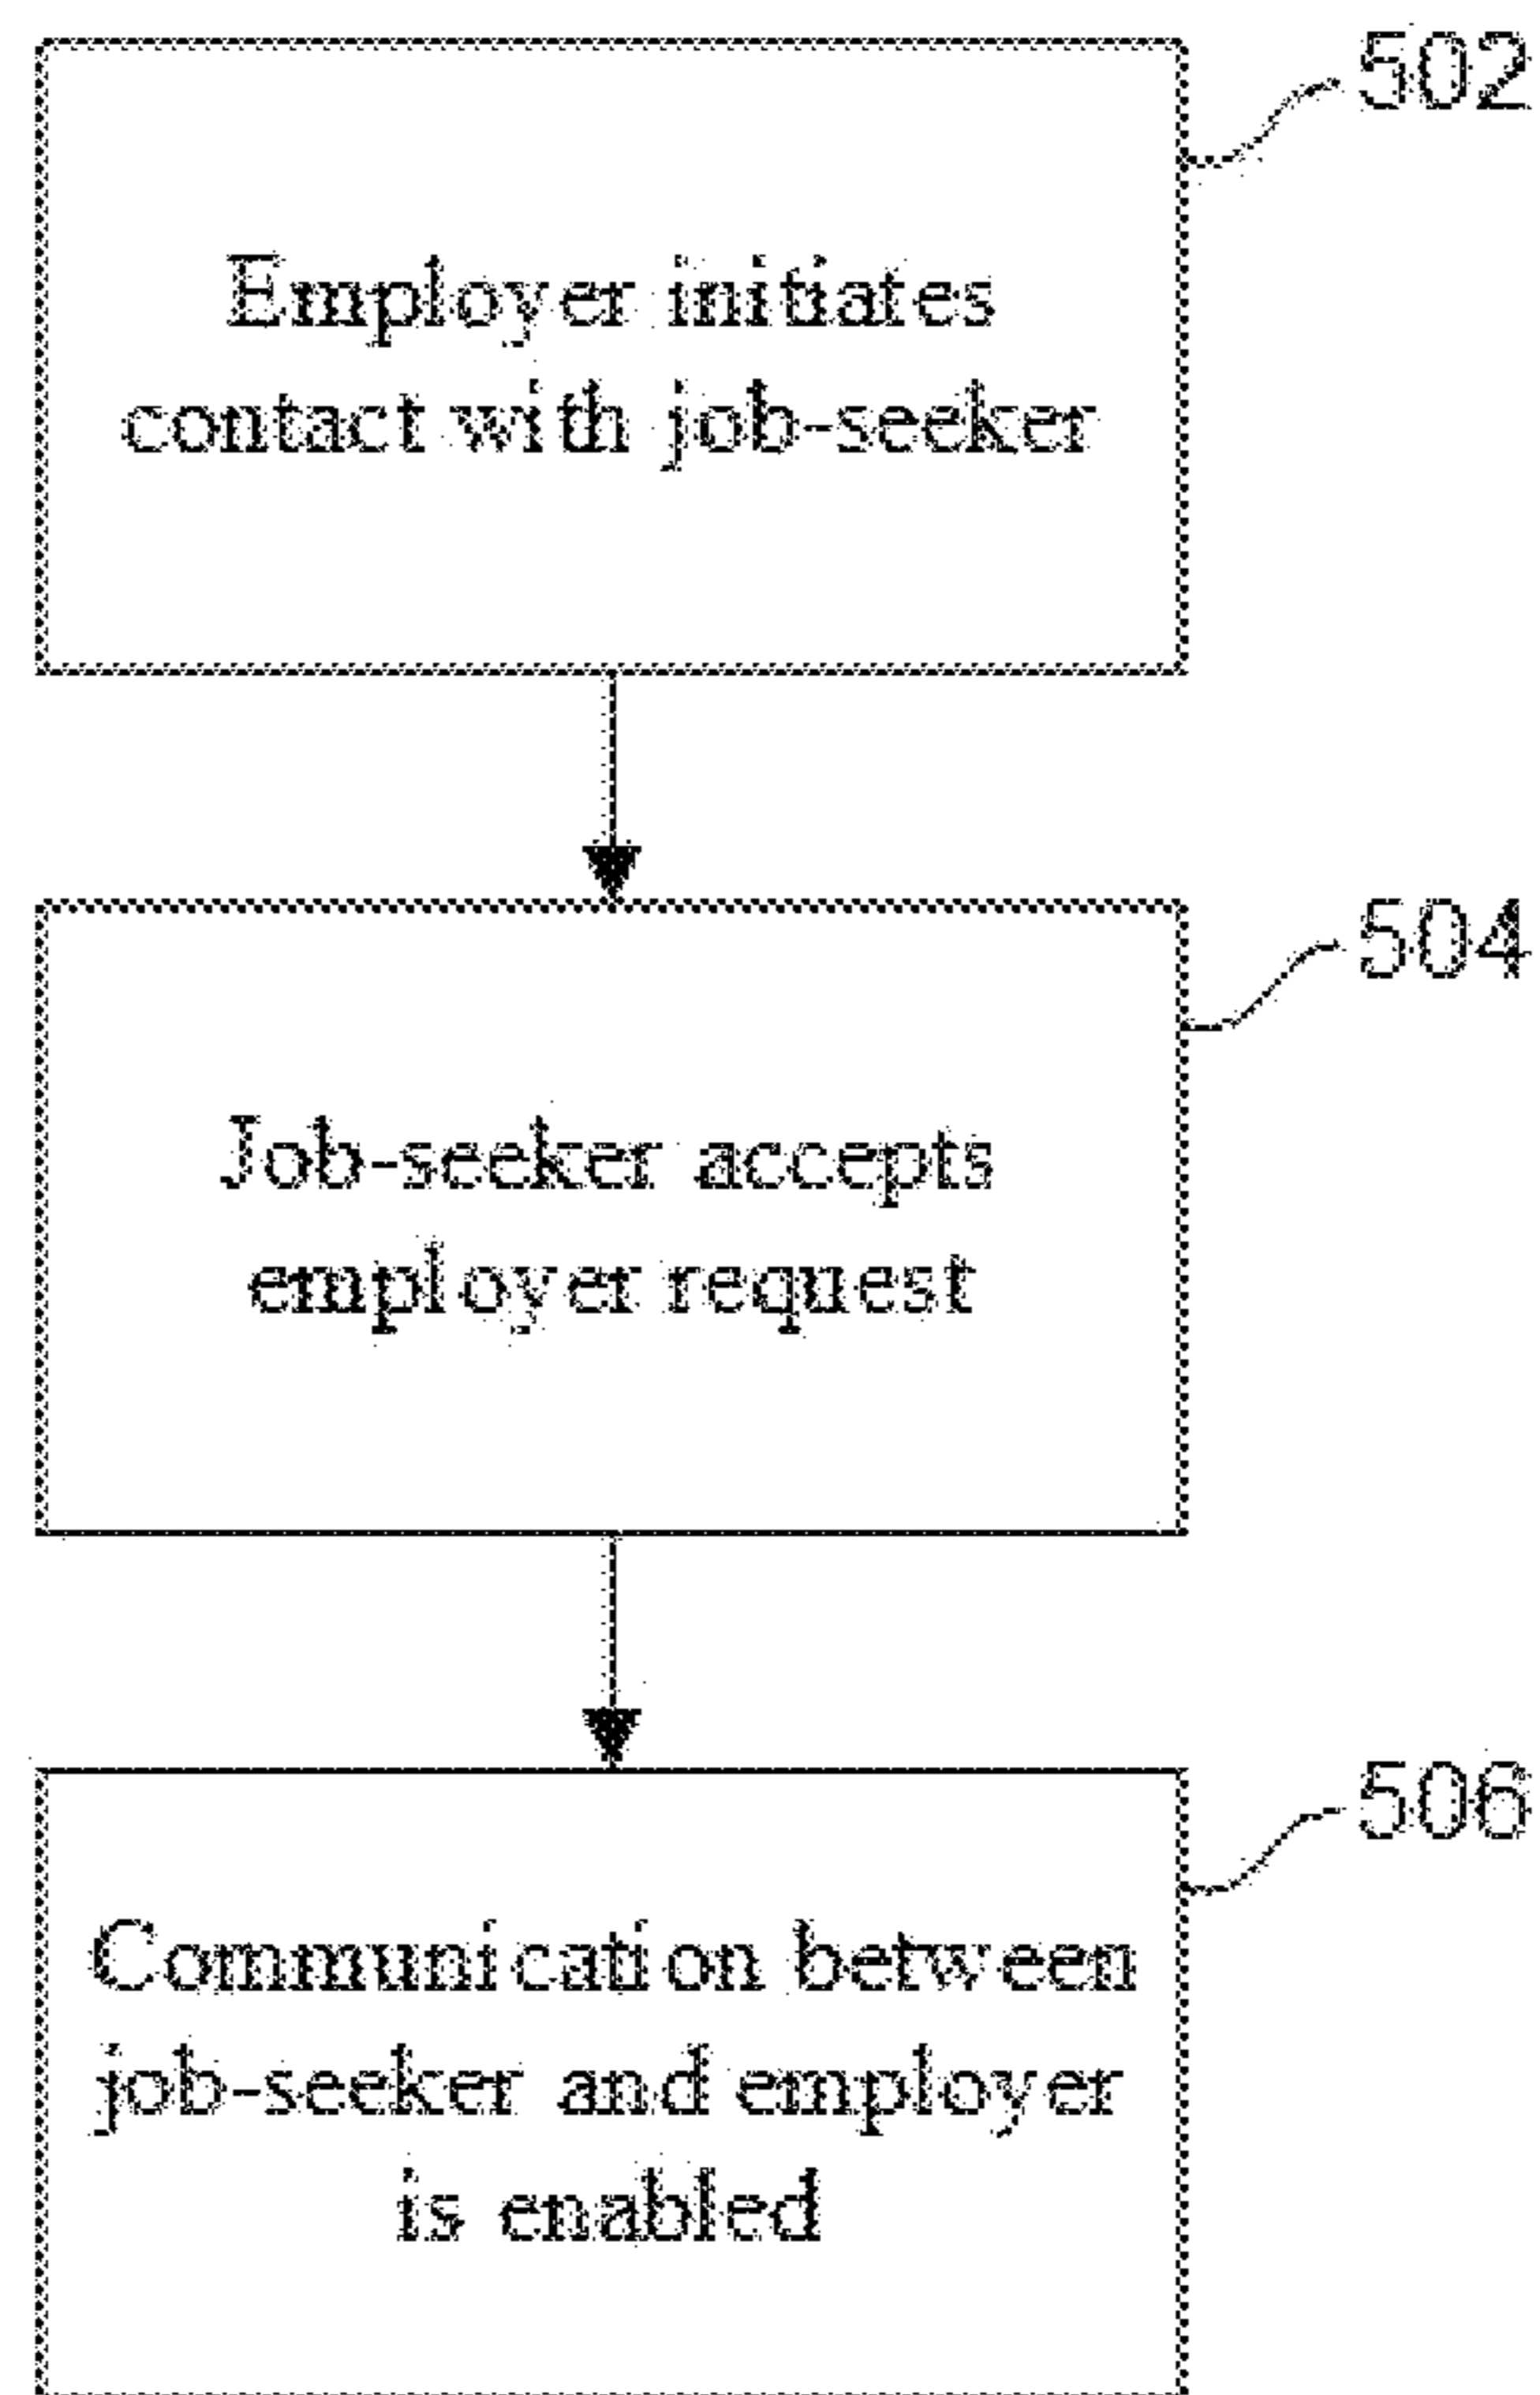 502
Employer initiates
contact with job-seeker
504
Job-seeker accepts
employer request
506
Communication between
job-seeker and employer
is enabled